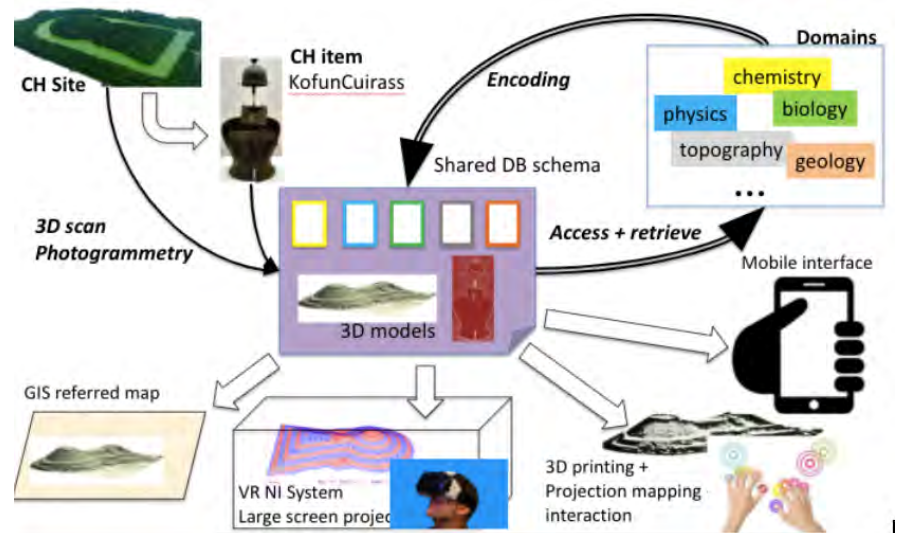 CH Site
CH item
KofunCuirass
Encoding
Domains
chemistry
physics
biology
topography
geology
...
Shared DB schema
3D scan
Photogrammetry
Access + retrieve
3D models
Mobile interface
GIS referred map
VR NI System
Large screen projec
3D printing +
Projection mapping
interaction